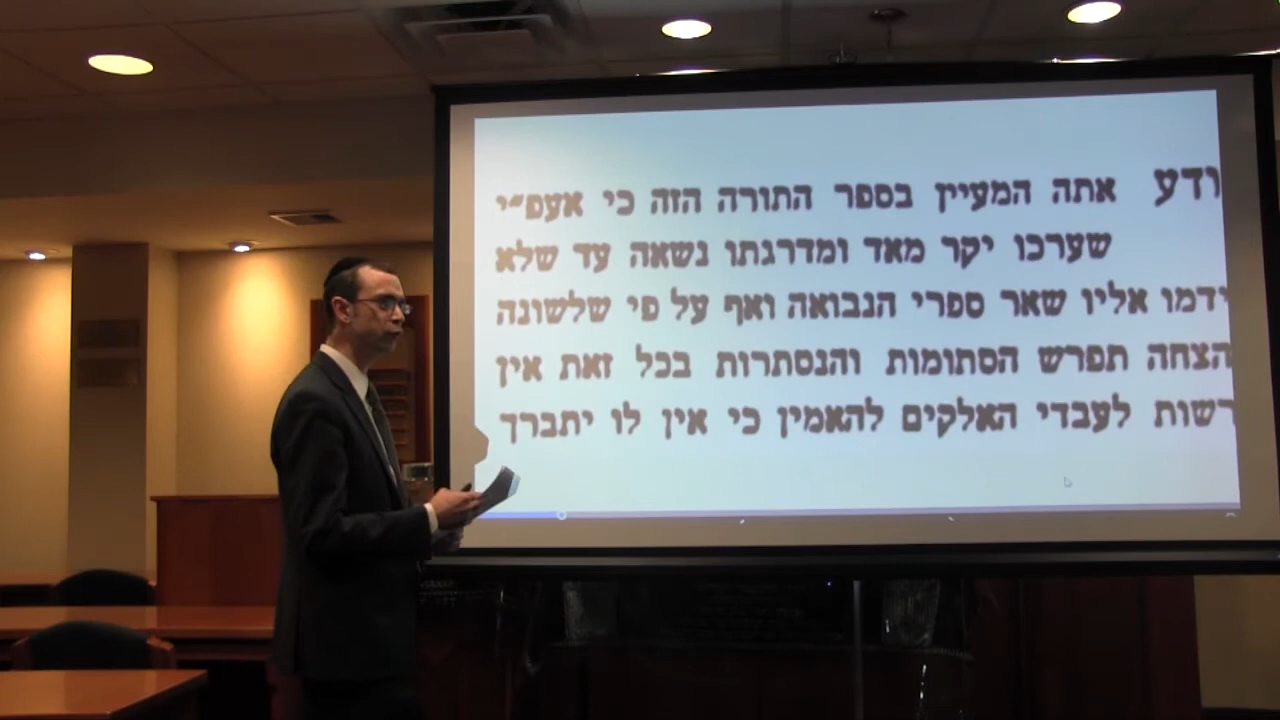 ודע אתה המעיין בספר התורה הזה כי אעפ״י
שערכו יקר מאד ומדרגתו נשאה עד שלא
ידמו אליו שאר ספרי הנבואה ואף על פי שלשונה
הצחה תפרש הסתומות והנסתרות בכל זאת אין
רשות לעבדי האלקים להאמין כי אין לו יתברך